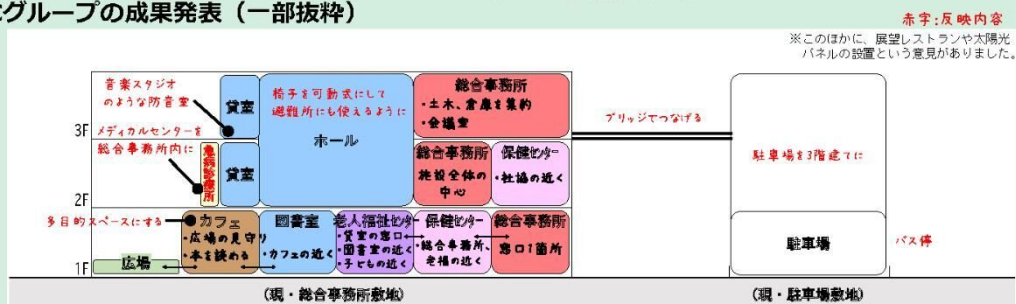 グループの成果発表（一部抜粋）
赤字：反映内容
※このほかに、展望レストランや太陽光
パネルの設置という意見がありました。
音楽スタジオ
のような防音室
貸室
椅子を可動式にして
避難所にも使えるように
ホール
総合事務所
・土木、倉庫を集約
・会議室
ブリッジでつなげる
3F
メディカルセンターを
総合事務所内に
急病診療所
貸室
総合事務所
施設全体の
中心
保健センター
・社協の近く
駐車場を3階建てに
2F
多目的スペースにする
カフェ
・広場の見守り
・本を読める
図書室
・カフェの近く
老人福祉センター
・貸室の窓口
・図書室の近く
・子どもの近く
保健センター
・総合事務所、
老福の近く
総合事務所
窓口1箇所
駐車場
バス停
1F
広場
（現・総合事務所敷地）
（現・駐車場敷地）